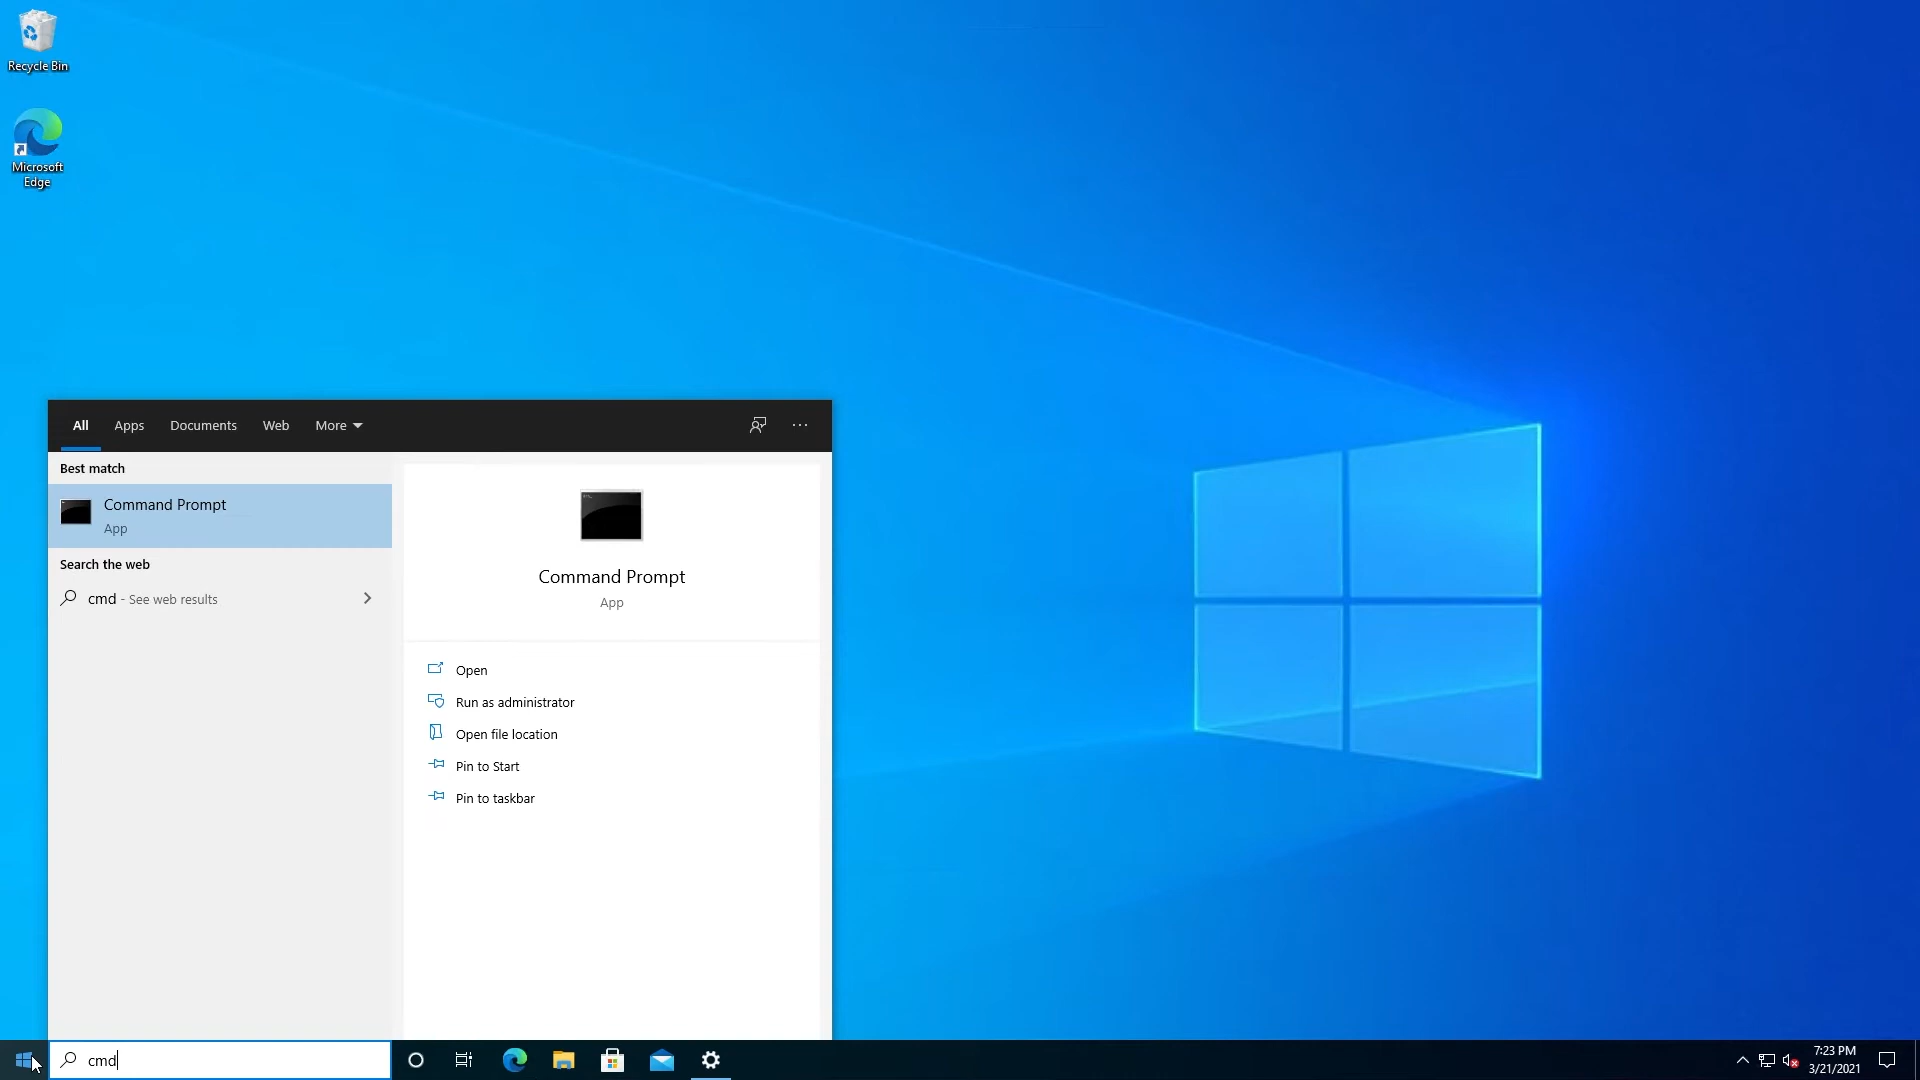 Recycle Bin
Microsoft
Edge
All Apps Documents Web More
Best match
Command Prompt
App
Search the web
cmd - See web results
Command Prompt
App
Open
Run as administrator
Open file location
Pin to Start
Pin to taskbar
cmd
7:23 PM
3/21/2021